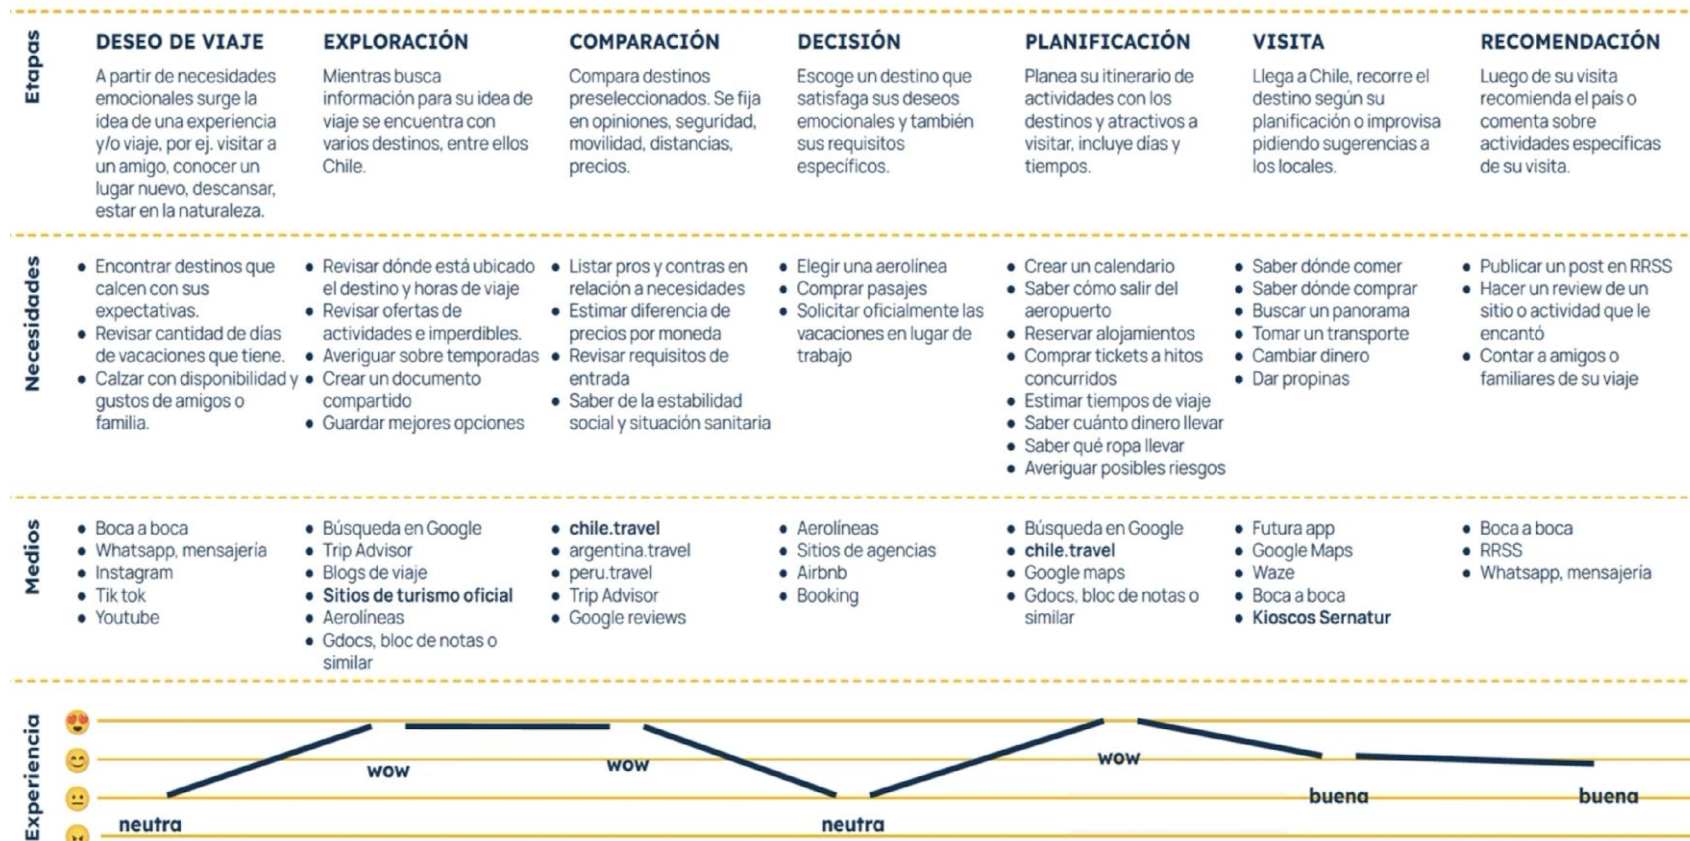 Etapas
DESEO DE VIAJE
A partir de necesidades
emocionales surge la
idea de una experiencia
y/o viaje, por ej. visitar a
un amigo, conocer un
lugar nuevo, descansar,
estar en la naturaleza.
EXPLORACIÓN
Mientras busca
información para su idea de
viaje se encuentra con
varios destinos, entre ellos
Chile.
COMPARACIÓN
Compara destinos
preseleccionados. Se fija
en opiniones, seguridad,
movilidad, distancias,
precios.
DECISIÓN
Escoge un destino que
satisfaga sus deseos
emocionales y también
sus requisitos
específicos.
PLANIFICACIÓN
Planea su itinerario de
actividades con los
destinos y atractivos a
visitar, incluye días y
tiempos.
VISITA
Llega a Chile, recorre el
destino según su
planificación o improvisa
pidiendo sugerencias a
los locales.
RECOMENDACIÓN
Luego de su visita
recomienda el país o
comenta sobre
actividades específicas
de su visita.
Necesidades
• Encontrar destinos que
calcen con sus
expectativas.
• Revisar cantidad de días
de vacaciones que tiene.
• Calzar con disponibilidad y
gustos de amigos o
familia.
• Revisar dónde está ubicado
el destino y horas de viaje
• Revisar ofertas de
actividades e imperdibles.
• Averiguar sobre temporadas
• Crear un documento
compartido
• Guardar mejores opciones
• Listar pros y contras en
relación a necesidades
• Estimar diferencia de
precios por moneda
• Revisar requisitos de
entrada
• Saber de la estabilidad
social y situación sanitaria
• Elegir una aerolínea
• Comprar pasajes
• Solicitar oficialmente las
vacaciones en lugar de
trabajo
• Crear un calendario
• Saber cómo salir del
aeropuerto
• Reservar alojamientos
• Comprar tickets a hitos
concurridos
• Estimar tiempos de viaje
• Saber cuánto dinero llevar
• Saber qué ropa llevar
• Averiguar posibles riesgos
• Saber dónde comer
• Saber dónde comprar
• Buscar un panorama
• Tomar un transporte
• Cambiar dinero
• Dar propinas
• Publicar un post en RRSS
• Hacer un review de un
sitio o actividad que le
encantó
• Contar a amigos o
familiares de su viaje
Medios
• Boca a boca
• Whatsapp, mensajería
• Instagram
• Tik tok
• Youtube
• Búsqueda en Google
• Trip Advisor
• Blogs de viaje
• Sitios de turismo oficial
• Aerolíneas
• Gdocs, bloc de notas o
similar
• chile.travel
• argentina.travel
• peru.travel
• Trip Advisor
• Google reviews
• Aerolíneas
• Sitios de agencias
• Airbnb
• Booking
• Búsqueda en Google
• chile.travel
• Google maps
• Gdocs, bloc de notas o
similar
• Futura app
• Google Maps
• Waze
• Boca a boca
• Kioscos Sernatur
• Boca a boca
• RRSS
• Whatsapp, mensajería
Experiencia
neutra
wow
wow
neutra
wow
buena
buena